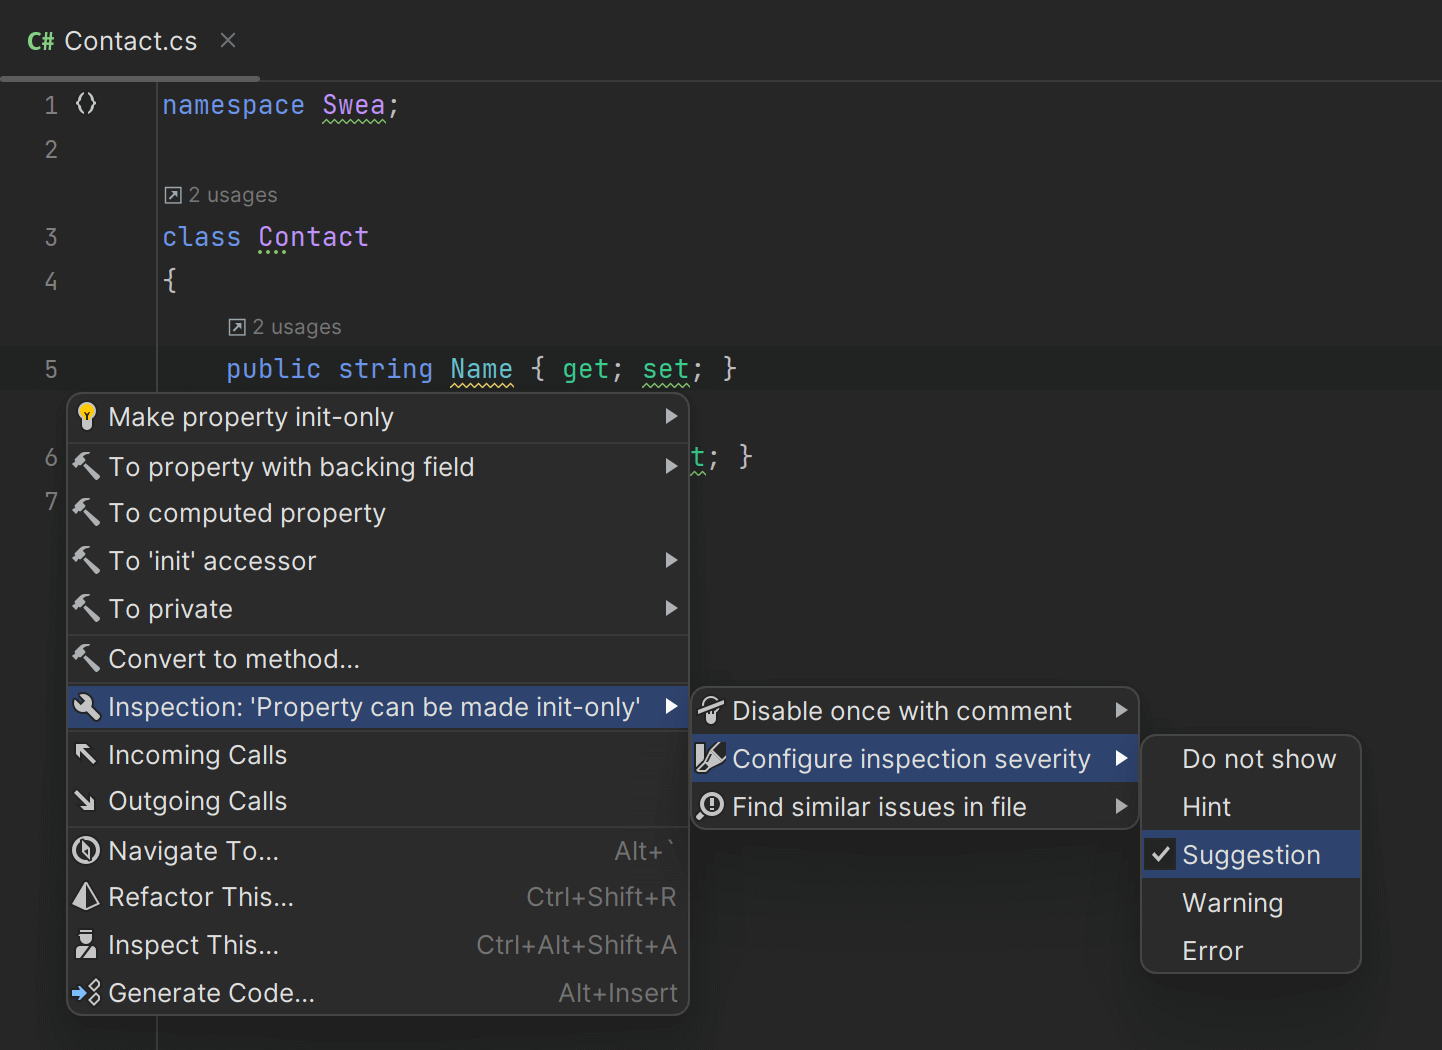 C# Contact.cs
1 namespace Swea;
2
2 usages
3 class Contact
4 {
2 usages
5 public string Name { get; set; }
6 t; }
7
Make property init-only
To property with backing field
To computed property
To 'init' accessor
To private
Convert to method...
Inspection: 'Property can be made init-only'
Incoming Calls
Outgoing Calls
Navigate To... Alt+`
Refactor This... Ctrl+Shift+R
Inspect This... Ctrl+Alt+Shift+A
Generate Code... Alt+Insert
Disable once with comment
Configure inspection severity
Find similar issues in file
Do not show
Hint
Suggestion
Warning
Error